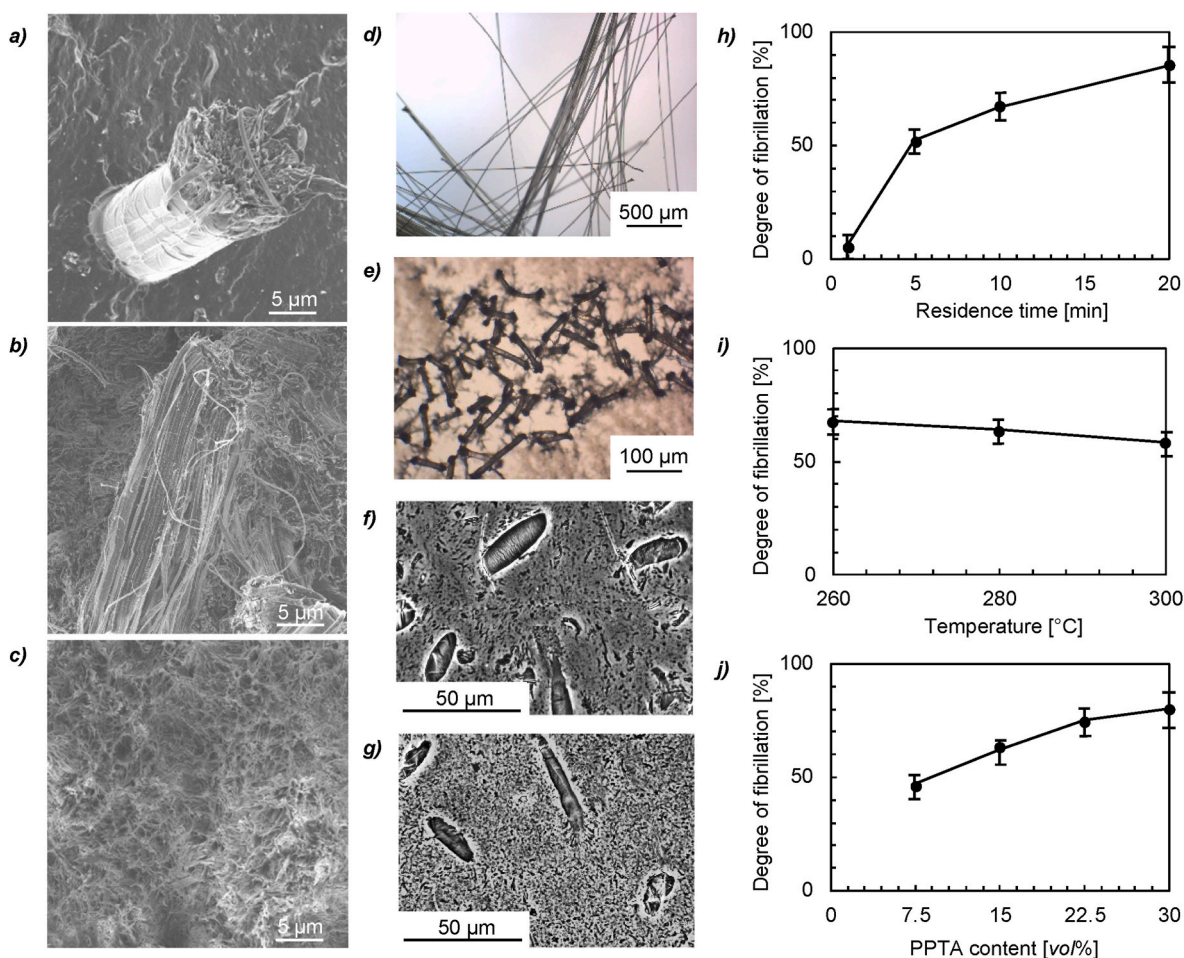 a)
5 µm
b)
5 µm
c)
5 µm
d)
500 µm
e)
100 µm
f)
50 µm
g)
50 µm
h)
Degree of fibrillation [%]
100
50
0
0 5 10 15 20
Residence time [min]
i)
Degree of fibrillation [%]
100
50
0
260 280 300
Temperature [°C]
j)
Degree of fibrillation [%]
100
50
0
0 7.5 15 22.5 30
PPTA content [vol%]